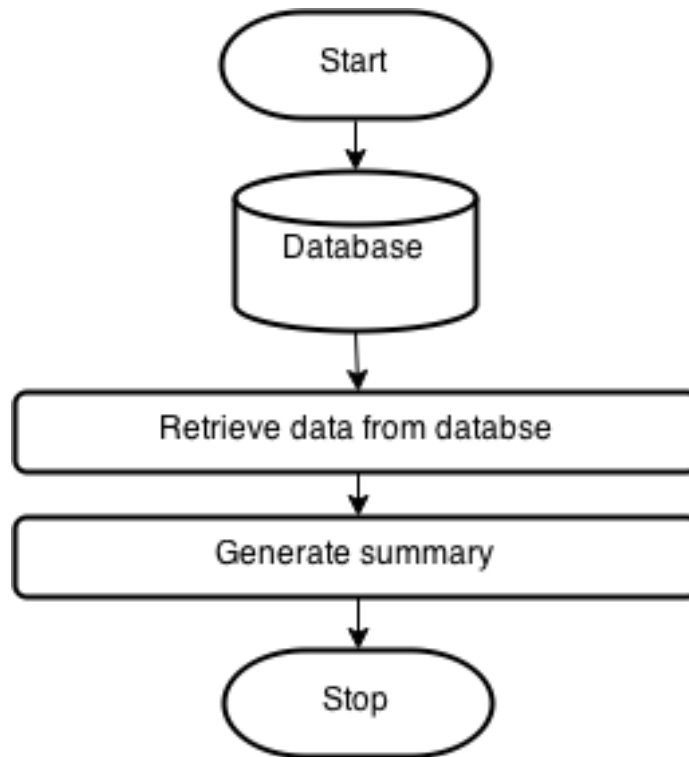 Start
Database
Retrieve data from databse
Generate summary
Stop